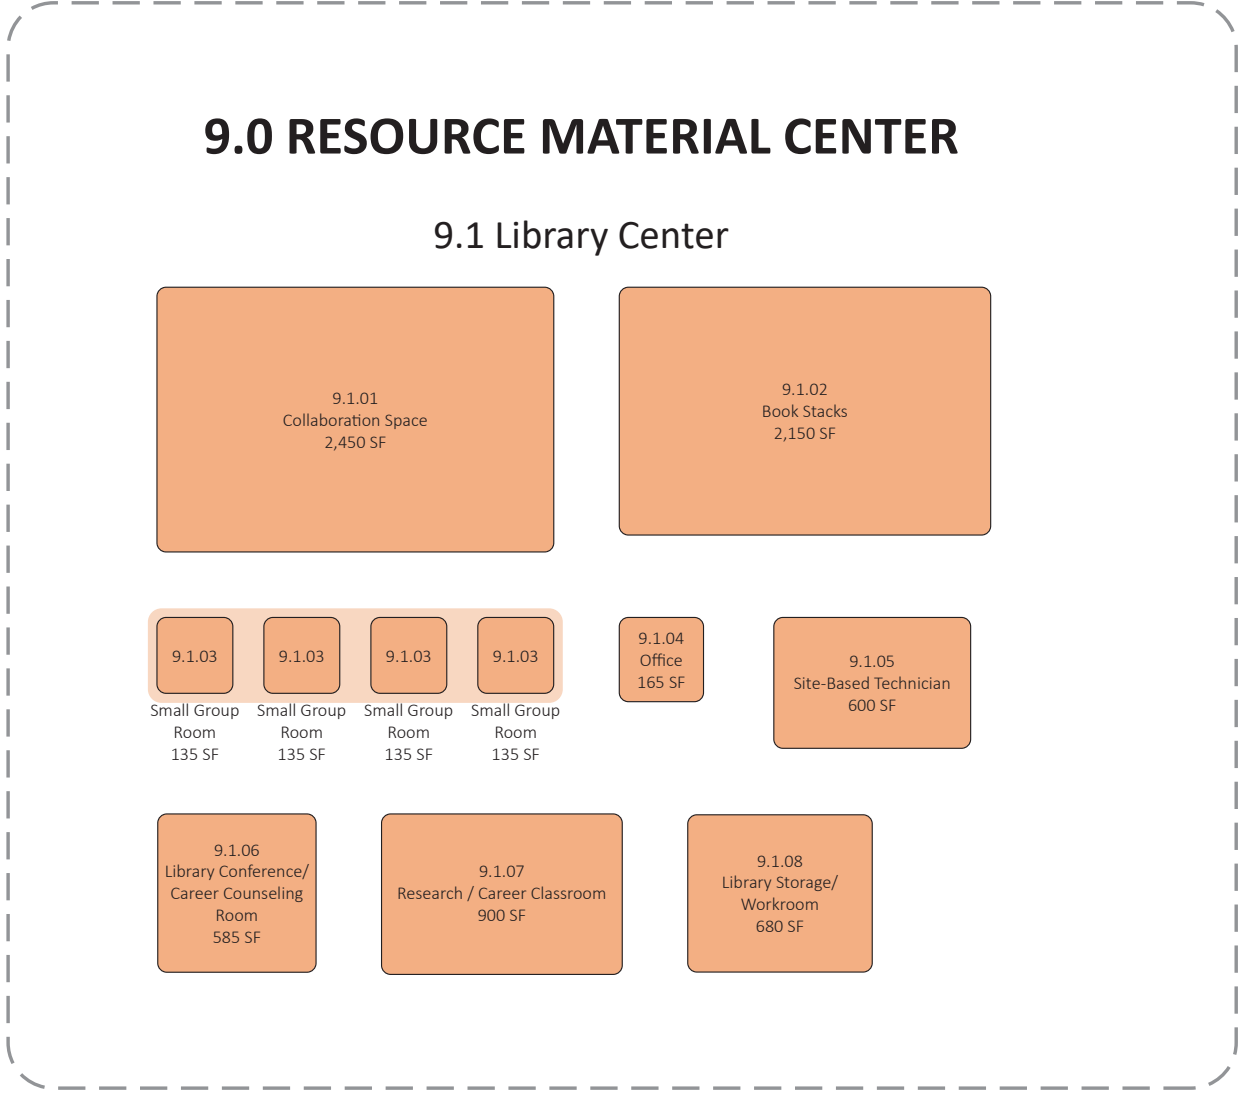 9.0 RESOURCE MATERIAL CENTER
9.1 Library Center
9.1.01
Collaboration Space
2,450 SF
9.1.02
Book Stacks
2,150 SF
9.1.03
Small Group
Room
135 SF
9.1.03
Small Group
Room
135 SF
9.1.03
Small Group
Room
135 SF
9.1.03
Small Group
Room
135 SF
9.1.04
Office
165 SF
9.1.05
Site-Based Technician
600 SF
9.1.06
Library Conference/
Career Counseling
Room
585 SF
9.1.07
Research / Career Classroom
900 SF
9.1.08
Library Storage/
Workroom
680 SF